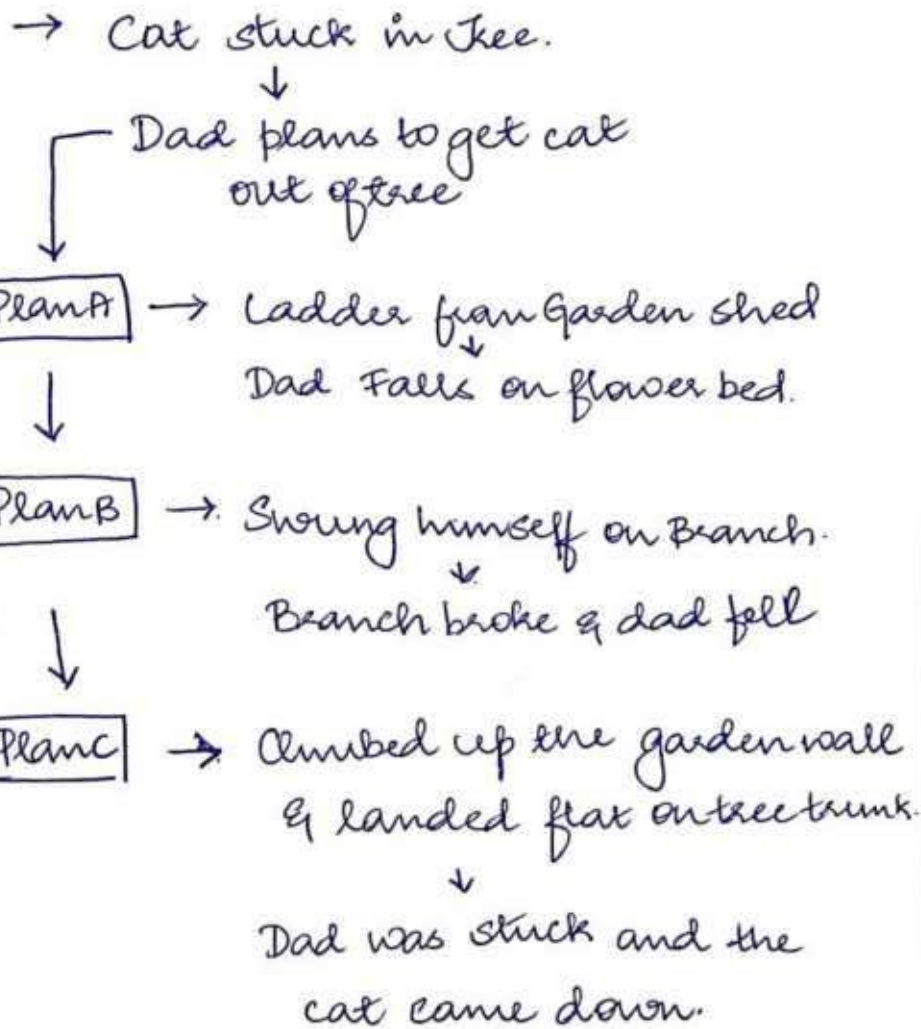 → Cat stuck in Tree.
↓
Dad plans to get cat
out of tree
↓
Plan A → Ladder from Garden shed
↓ ↓
Dad Falls on flower bed.
Plan B → Swung himself on Branch.
↓
Branch broke & dad fell
↓
Plan C → Climbed up the garden wall
& landed flat on tree trunk.
↓
Dad was stuck and the
cat came down.